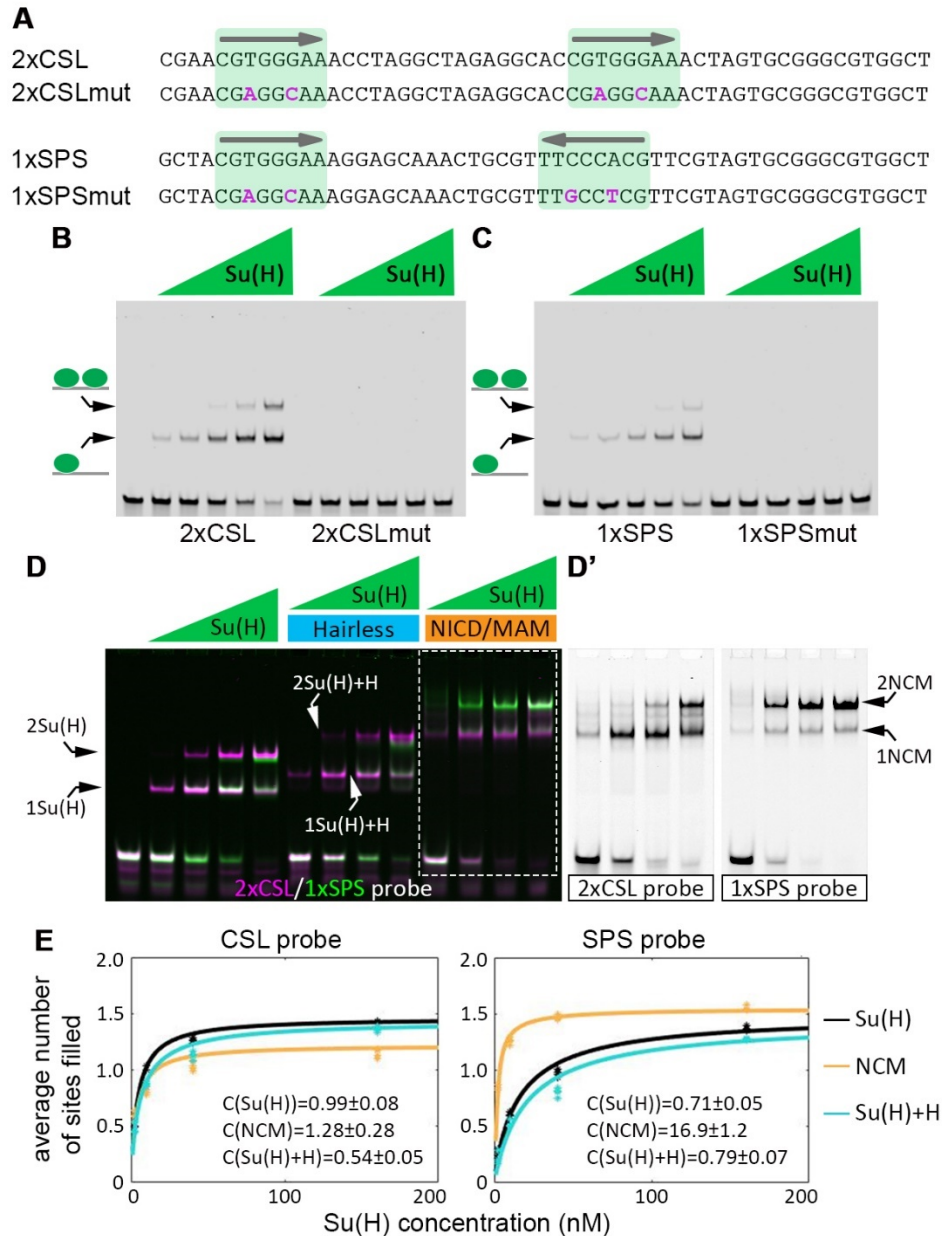 A
2xCSL CGAACGTGGGAAACCTAGGCTAGAGGCACCGTGGGAAACTAGTGCGGGCGTGGCT
2xCSLmut CGAACGAGGCAAACCTAGGCTAGAGGCACCGAGGCAAACTAGTGCGGGCGTGGCT
1xSPS GCTACGTGGGAAAGGAGCAAACTGCGTTTCCCACGTTCGTAGTGCGGGCGTGGCT
1xSPSmut GCTACGAGGCAAAGGAGCAAACTGCGTTTGCCTCGTTCGTAGTGCGGGCGTGGCT
B Su(H) Su(H) C Su(H) Su(H)
2xCSL 2xCSLmut 1xSPS 1xSPSmut
D Su(H) Su(H) Su(H) D'
Hairless NICD/MAM
2Su(H)+H
2Su(H)
2NCM
1Su(H)
1NCM
1Su(H)+H
2xCSL/1xSPS probe 2xCSL probe 1xSPS probe
E CSL probe SPS probe
average number of sites filled
2.0 2.0
1.5 1.5
1.0 1.0
0.5 0.5
0 0
C(Su(H))=0.99±0.08 C(Su(H))=0.71±0.05
C(NCM)=1.28±0.28 C(NCM)=16.9±1.2
C(Su(H)+H)=0.54±0.05 C(Su(H)+H)=0.79±0.07
0 100 200 0 100 200
Su(H) concentration (nM)
Su(H)
NCM
Su(H)+H